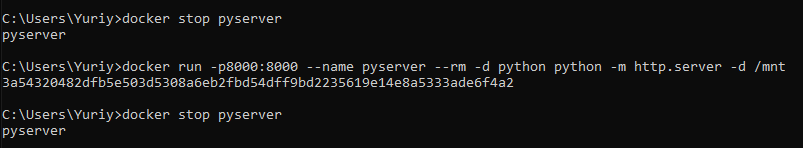 C:\Users\Yuriy>docker stop pyserver
pyserver
C:\Users\Yuriy>docker run -p8000:8000 --name pyserver --rm -d python python -m http.server -d /mnt
3a54320482dfb5e503d5308a6eb2fbd54dff9bd2235619e14e8a5333ade6f4a2
C:\Users\Yuriy>docker stop pyserver
pyserver